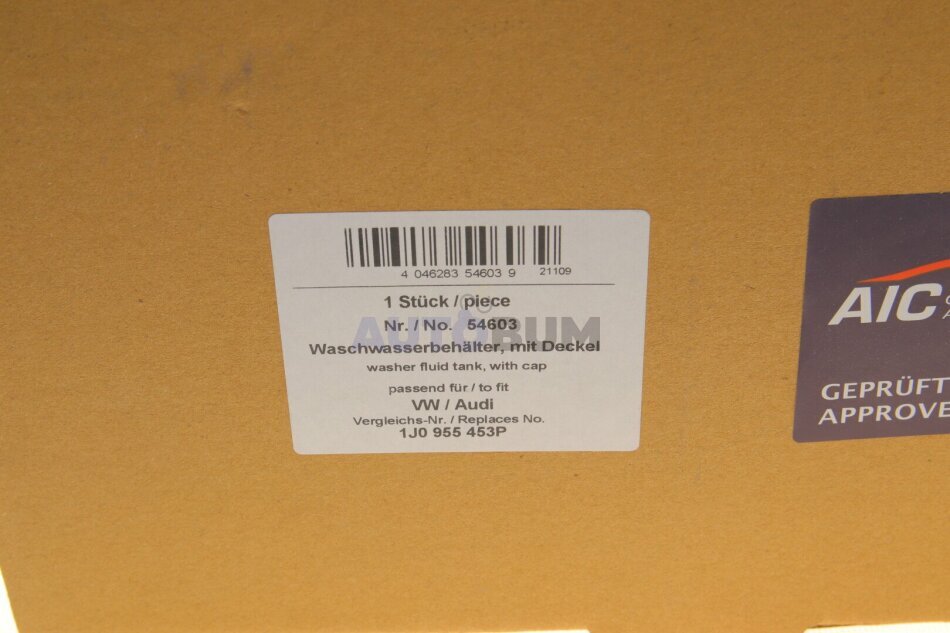 4 046283 54603 9 21109
1 Stück / piece
Nr. / No. 54603
AUTOBUM
Waschwasserbehälter, mit Deckel
washer fluid tank, with cap
passend für / to fit
VW / Audi
Vergleichs-Nr. / Replaces No.
1J0 955 453P
AIC
GEPRÜFT
APPROVE